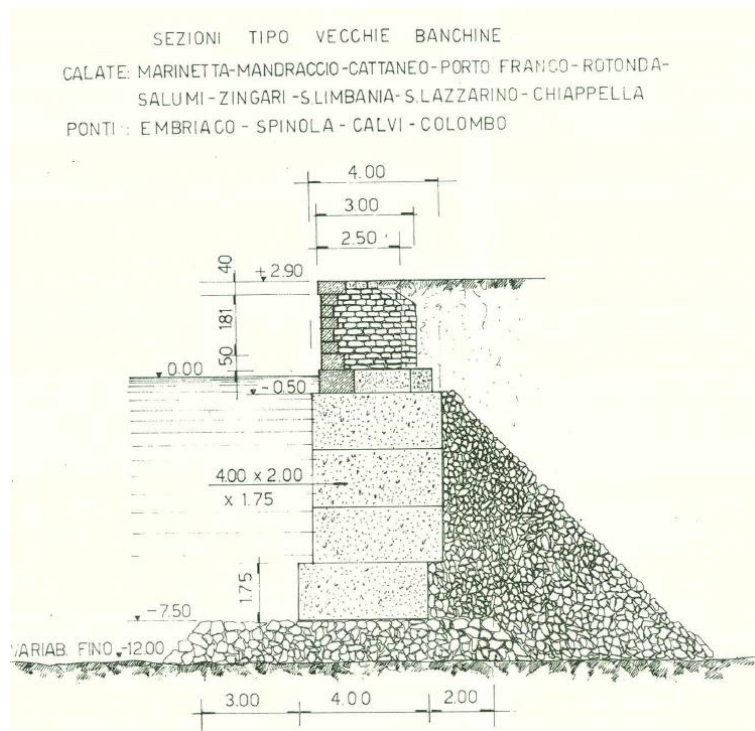 SEZIONI TIPO VECCHIE BANCHINE
CALATE: MARINETTA-MANDRACCIO-CATTANEO-PORTO FRANCO-ROTONDA-
SALUMI-ZINGARI-S.LIMBANIA-S.LAZZARINO-CHIAPPELLA
PONTI: EMBRIACO-SPINOLA-CALVI-COLOMBO
4.00
3.00
2.50
40
+2.90
181
50
0.00
-0.50
4.00 x 2.00
x 1.75
1.75
-7.50
VARIAB. FINO -12.00
3.00 4.00 2.00